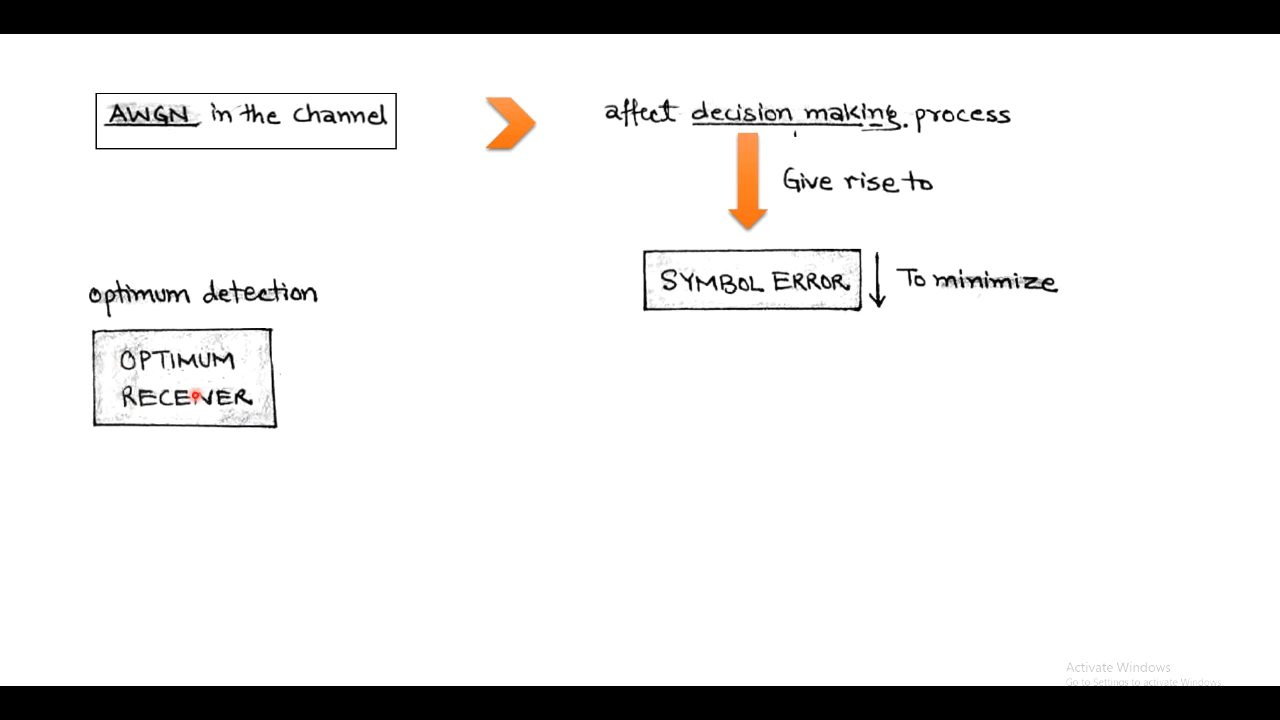 AWGN in the channel
affect decision making process
Give rise to
SYMBOL ERROR
To minimize
optimum detection
OPTIMUM
RECEIVER
Activate Windows
Go to Settings to activate Windows.